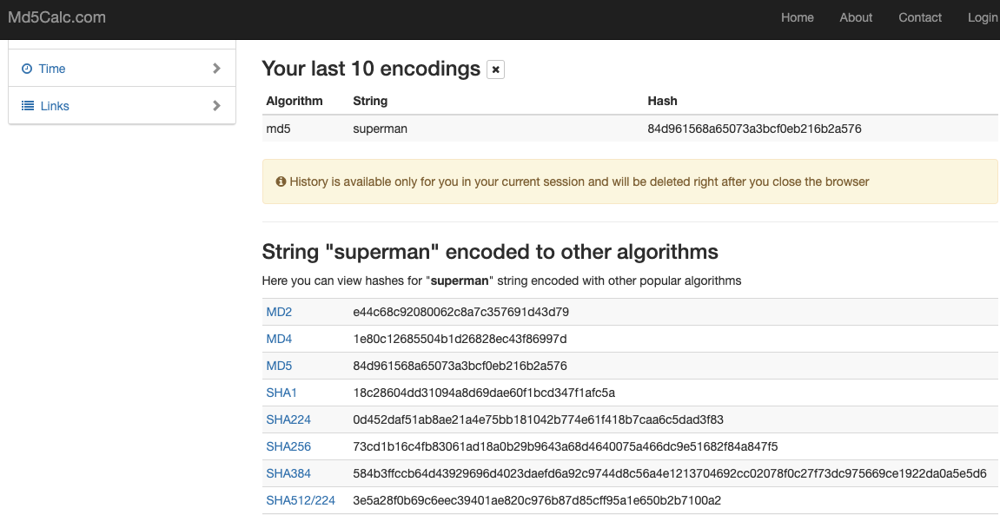 Md5Calc.com Home About Contact Login
Time
Links
Your last 10 encodings
Algorithm String Hash
md5 superman 84d961568a65073a3bcf0eb216b2a576
History is available only for you in your current session and will be deleted right after you close the browser
String "superman" encoded to other algorithms
Here you can view hashes for "superman" string encoded with other popular algorithms
MD2 e44c68c92080062c8a7c357691d43d79
MD4 1e80c12685504b1d26828ec43f86997d
MD5 84d961568a65073a3bcf0eb216b2a576
SHA1 18c28604dd31094a8d69dae60f1bcd347f1afc5a
SHA224 0d452daf51ab8ae21a4e75bb181042b774e61f418b7caa6c5dad3f83
SHA256 73cd1b16c4fb83061ad18a0b29b9643a68d4640075a466dc9e51682f84a847f5
SHA384 584b3ffccb64d43929696d4023daefd6a92c9744d8c56a4e1213704692cc02078f0c27f73dc975669ce1922da0a5e5d6
SHA512/224 3e5a28f0b69c6eec39401ae820c976b87d85cff95a1e650b2b7100a2